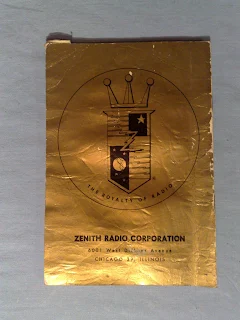 THE ROYALTY OF RADIO
ZENITH RADIO CORPORATION
6001 West Dickens Avenue
CHICAGO 39, ILLINOIS